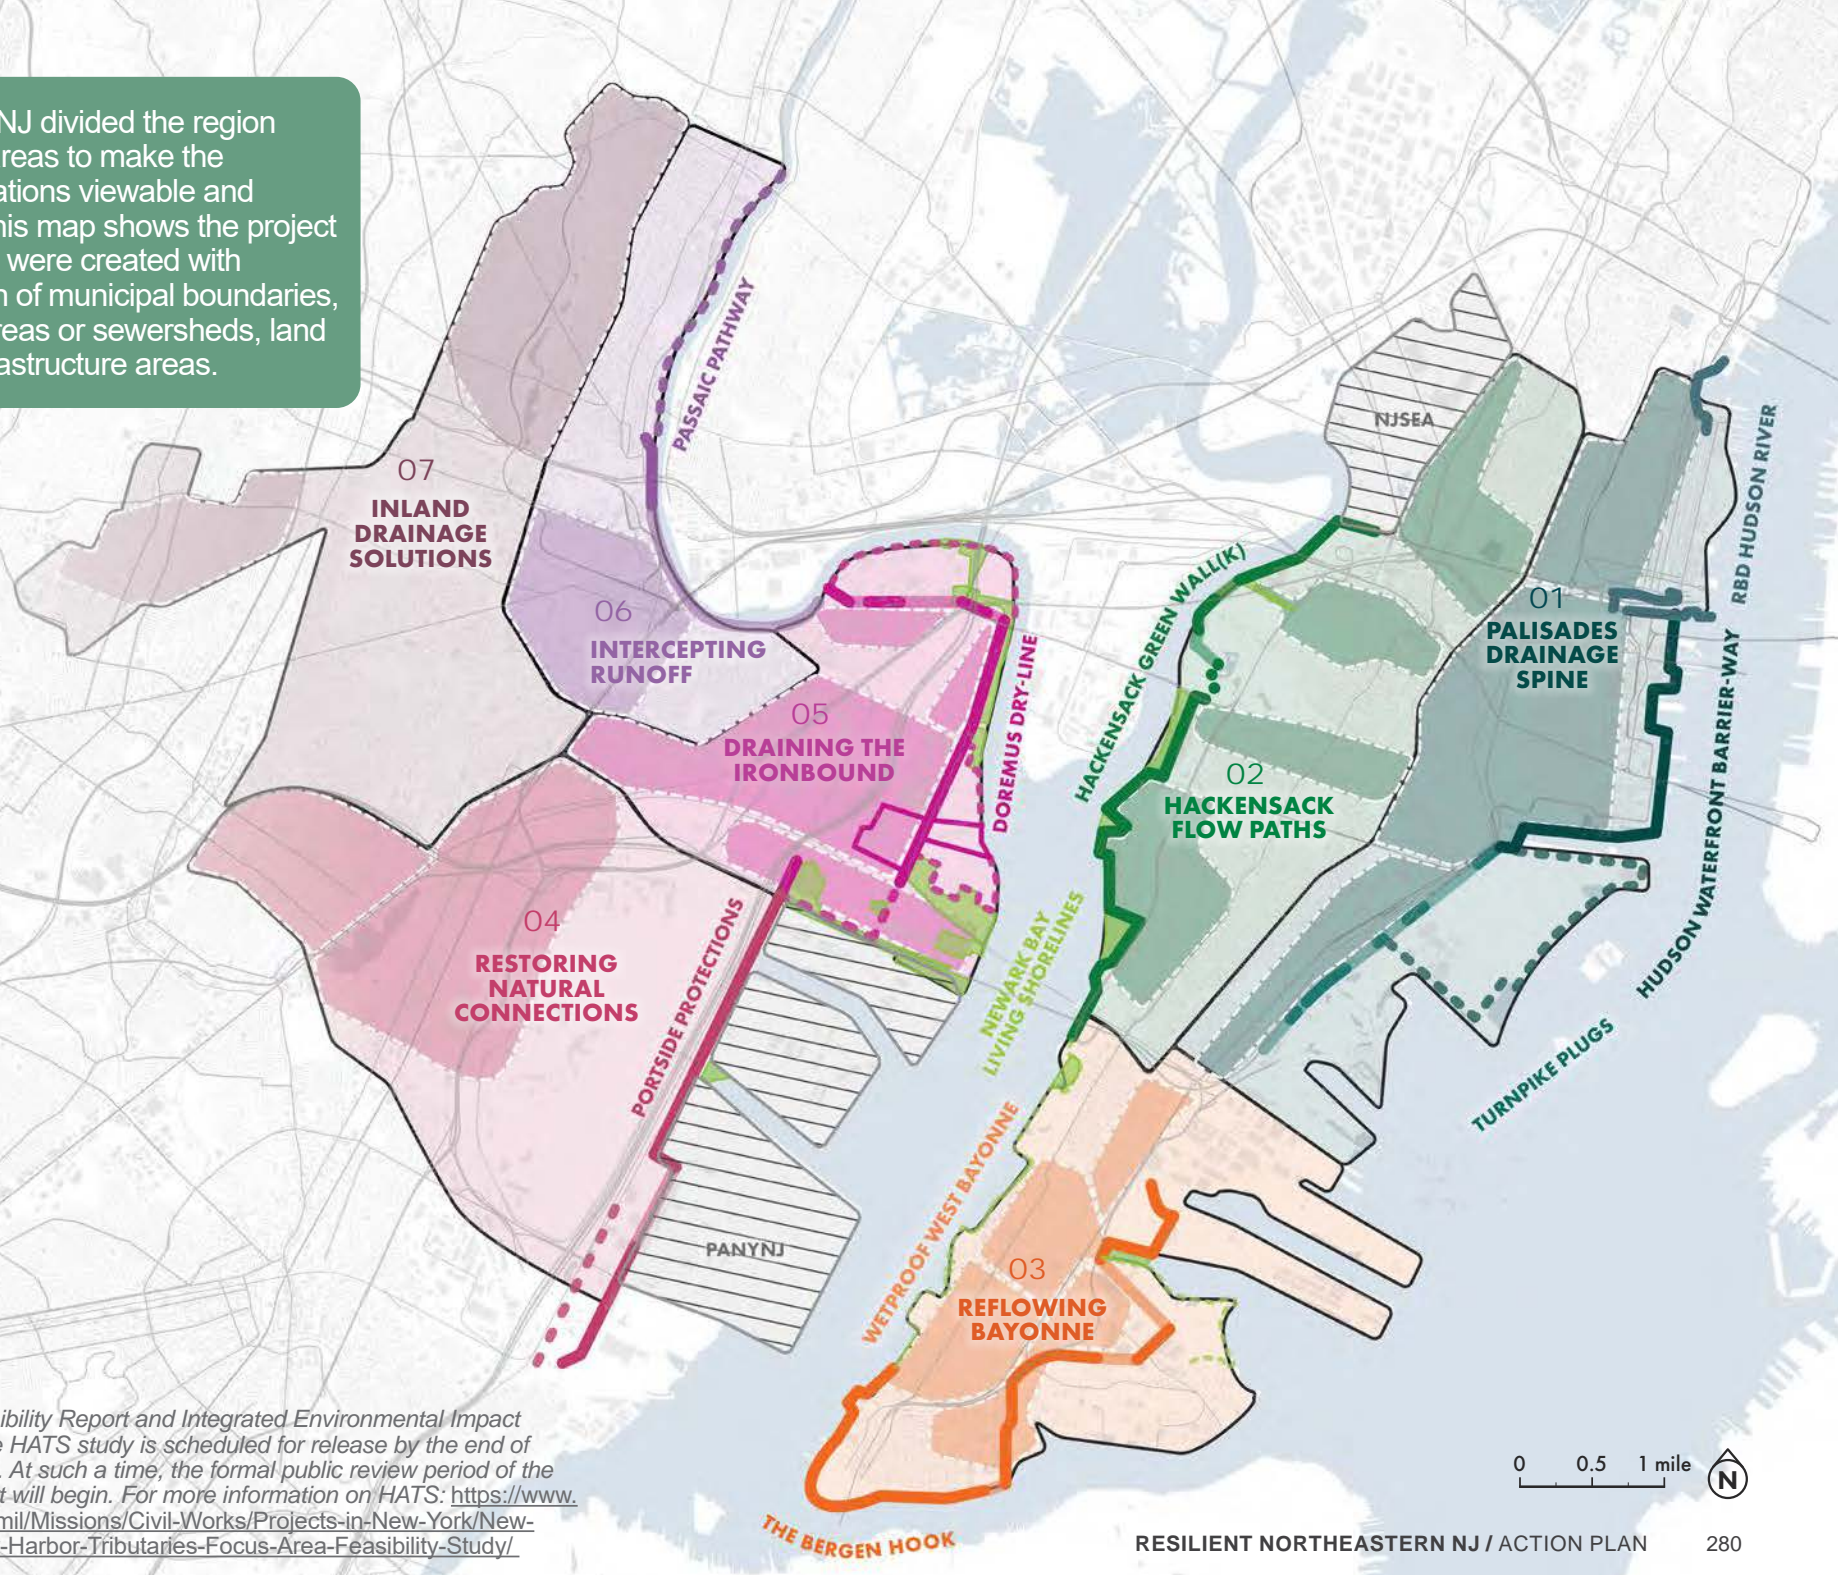 NJ divided the region
reas to make the
ations viewable and
his map shows the project
were created with
n of municipal boundaries,
reas or sewersheds, land
astructure areas.
PASSAIC PATHWAY
NJSEA
RBD HUDSON RIVER
07
INLAND
DRAINAGE
SOLUTIONS
06
INTERCEPTING
RUNOFF
HACKENSACK GREEN WALL(K)
01
PALISADES
DRAINAGE
SPINE
05
DRAINING THE
IRONBOUND
DOREMUS DRY-LINE
02
HACKENSACK
FLOW PATHS
HUDSON WATERFRONT BARRIER-WAY
04
RESTORING
NATURAL
CONNECTIONS
PORTSIDE PROTECTIONS
NEWARK BAY
LIVING SHORELINES
TURNPIKE PLUGS
WETPROOF WEST BAYONNE
PANYNJ
03
REFLOWING
BAYONNE
THE BERGEN HOOK
ibility Report and Integrated Environmental Impact
e HATS study is scheduled for release by the end of
. At such a time, the formal public review period of the
t will begin. For more information on HATS: https://www.
mil/Missions/Civil-Works/Projects-in-New-York/New-
-Harbor-Tributaries-Focus-Area-Feasibility-Study/
0 0.5 1 mile
N
RESILIENT NORTHEASTERN NJ / ACTION PLAN 280